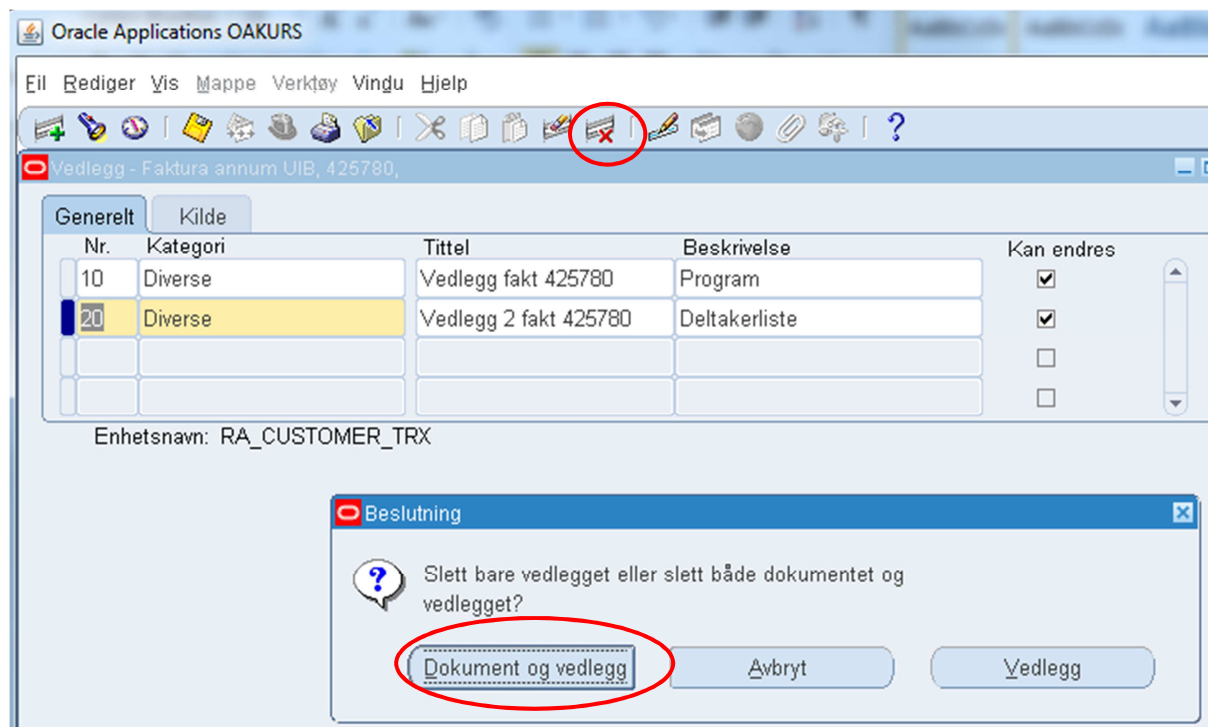 Oracle Applications OAKURS
Fil Rediger Vis Mappe Verktøy Vindu Hjelp
Vedlegg - Faktura annum UIB, 425780,
Generelt Kilde
Nr. Kategori Tittel Beskrivelse Kan endres
10 Diverse Vedlegg fakt 425780 Program
20 Diverse Vedlegg 2 fakt 425780 Deltakerliste
Enhetsnavn: RA_CUSTOMER_TRX
Beslutning
Slett bare vedlegget eller slett både dokumentet og
vedlegget?
Dokument og vedlegg Avbryt Vedlegg